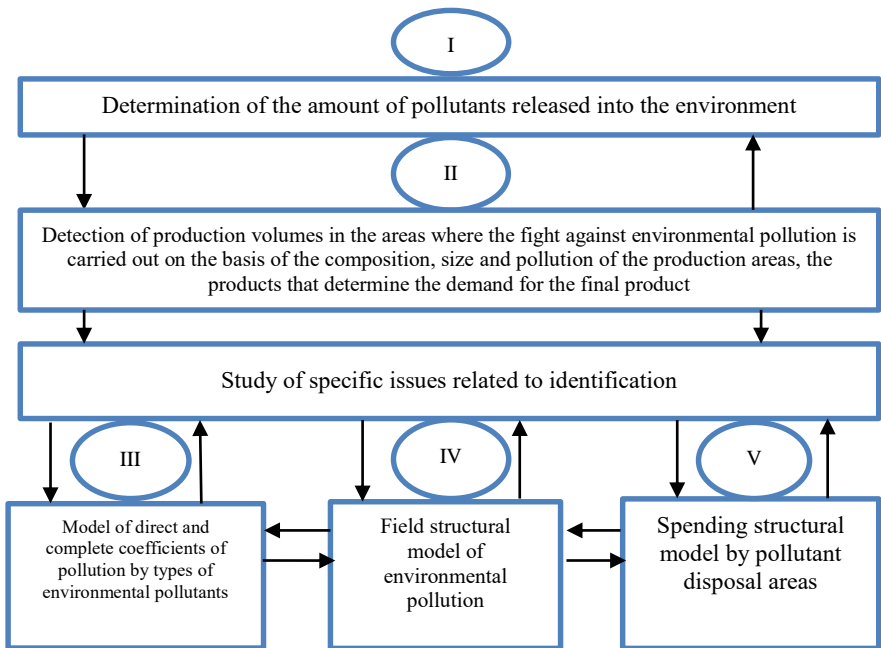 I
Determination of the amount of pollutants released into the environment
II
Detection of production volumes in the areas where the fight against environmental pollution is
carried out on the basis of the composition, size and pollution of the production areas, the
products that determine the demand for the final product
Study of specific issues related to identification
III
IV
V
Model of direct and
complete coefficients of
pollution by types of
environmental pollutants
Field structural
model of
environmental
pollution
Spending structural
model by pollutant
disposal areas